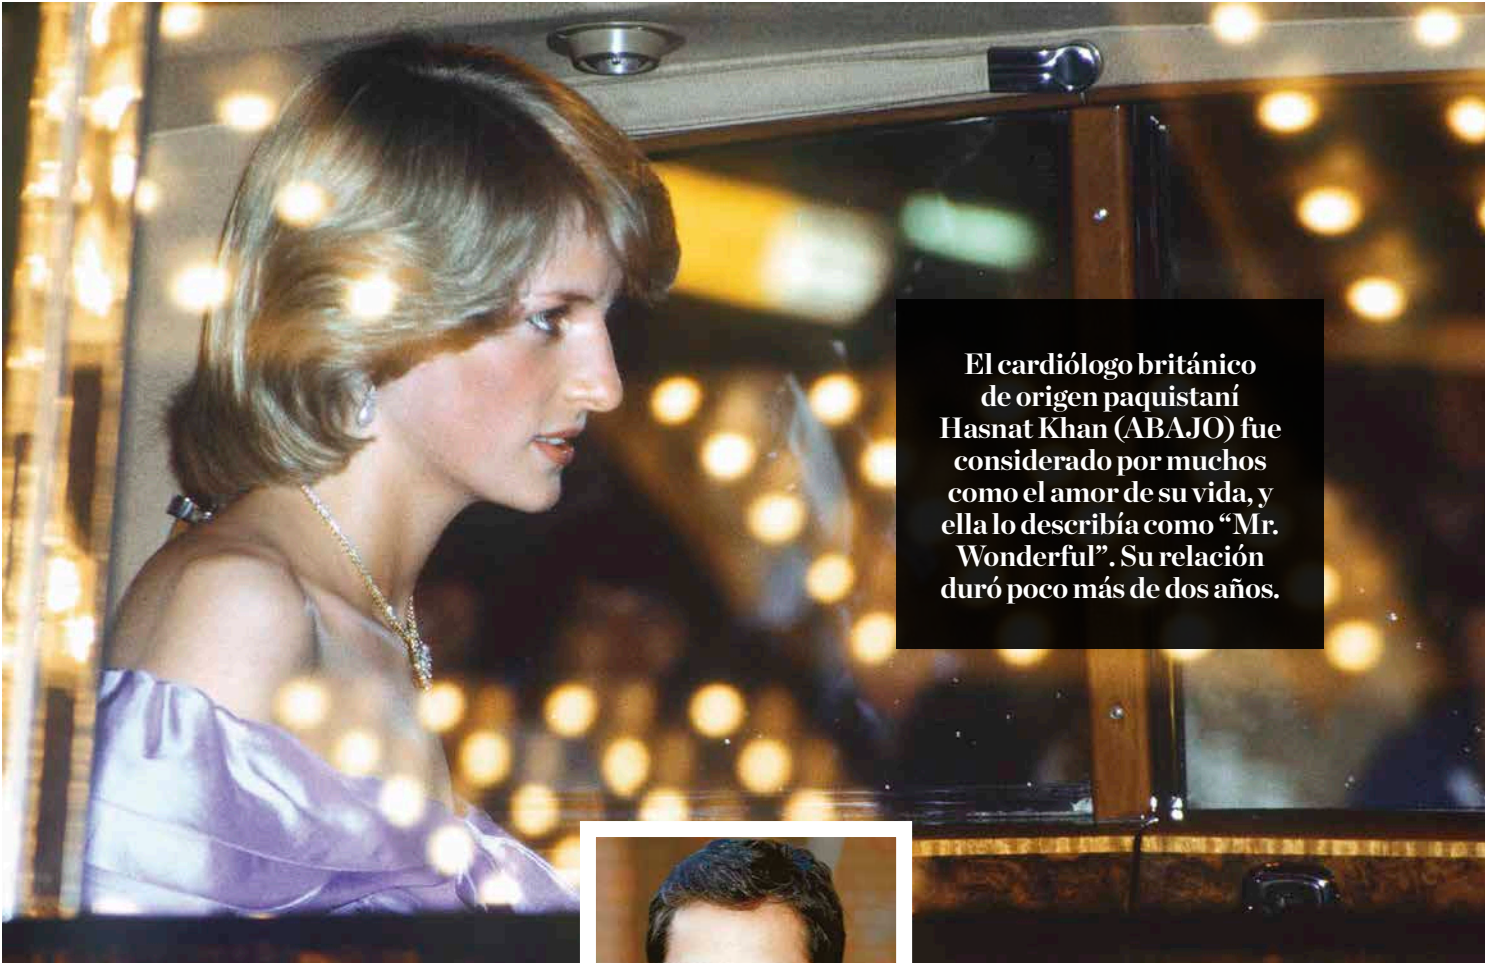 El cardiólogo británico
de origen paquistaní
Hasnat Khan (ABAJO) fue
considerado por muchos
como el amor de su vida, y
ella lo describía como “Mr.
Wonderful”. Su relación
duró poco más de dos años.